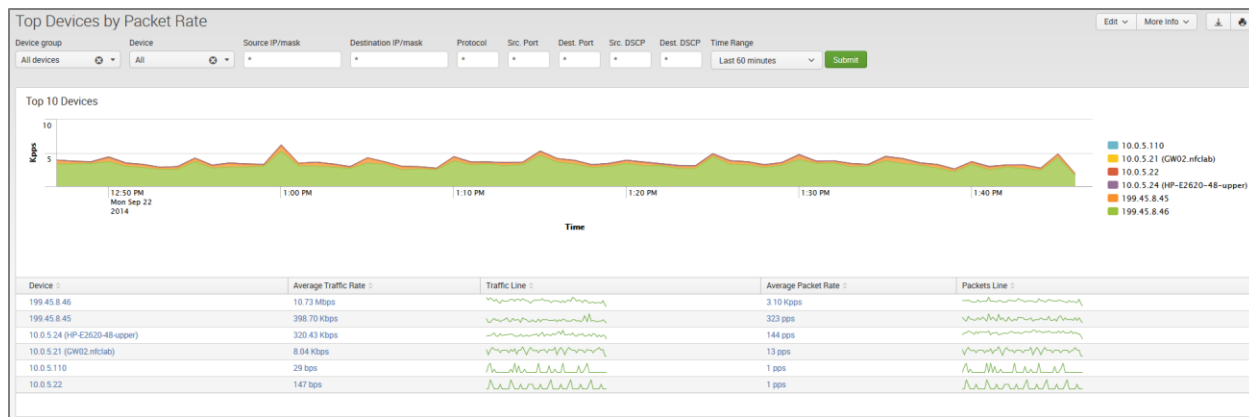 Top Devices by Packet Rate
Edit More Info
Device group Device Source IP/mask Destination IP/mask Protocol Src. Port Dest. Port Src. DSCP Dest. DSCP Time Range
All devices All * * * * * * * Last 60 minutes Submit
Top 10 Devices
10
5
Kpps
12:50 PM 1:00 PM 1:10 PM 1:20 PM 1:30 PM 1:40 PM
Mon Sep 22
2014
Time
10.0.5.110
10.0.5.21 (GW02.nfclab)
10.0.5.22
10.0.5.24 (HP-E2620-48-upper)
199.45.8.45
199.45.8.46
Device Average Traffic Rate Traffic Line Average Packet Rate Packets Line
199.45.8.46 10.73 Mbps 3.10 Kpps
199.45.8.45 398.70 Kbps 323 pps
10.0.5.24 (HP-E2620-48-upper) 320.43 Kbps 144 pps
10.0.5.21 (GW02.nfclab) 8.04 Kbps 13 pps
10.0.5.110 29 bps 1 pps
10.0.5.22 147 bps 1 pps